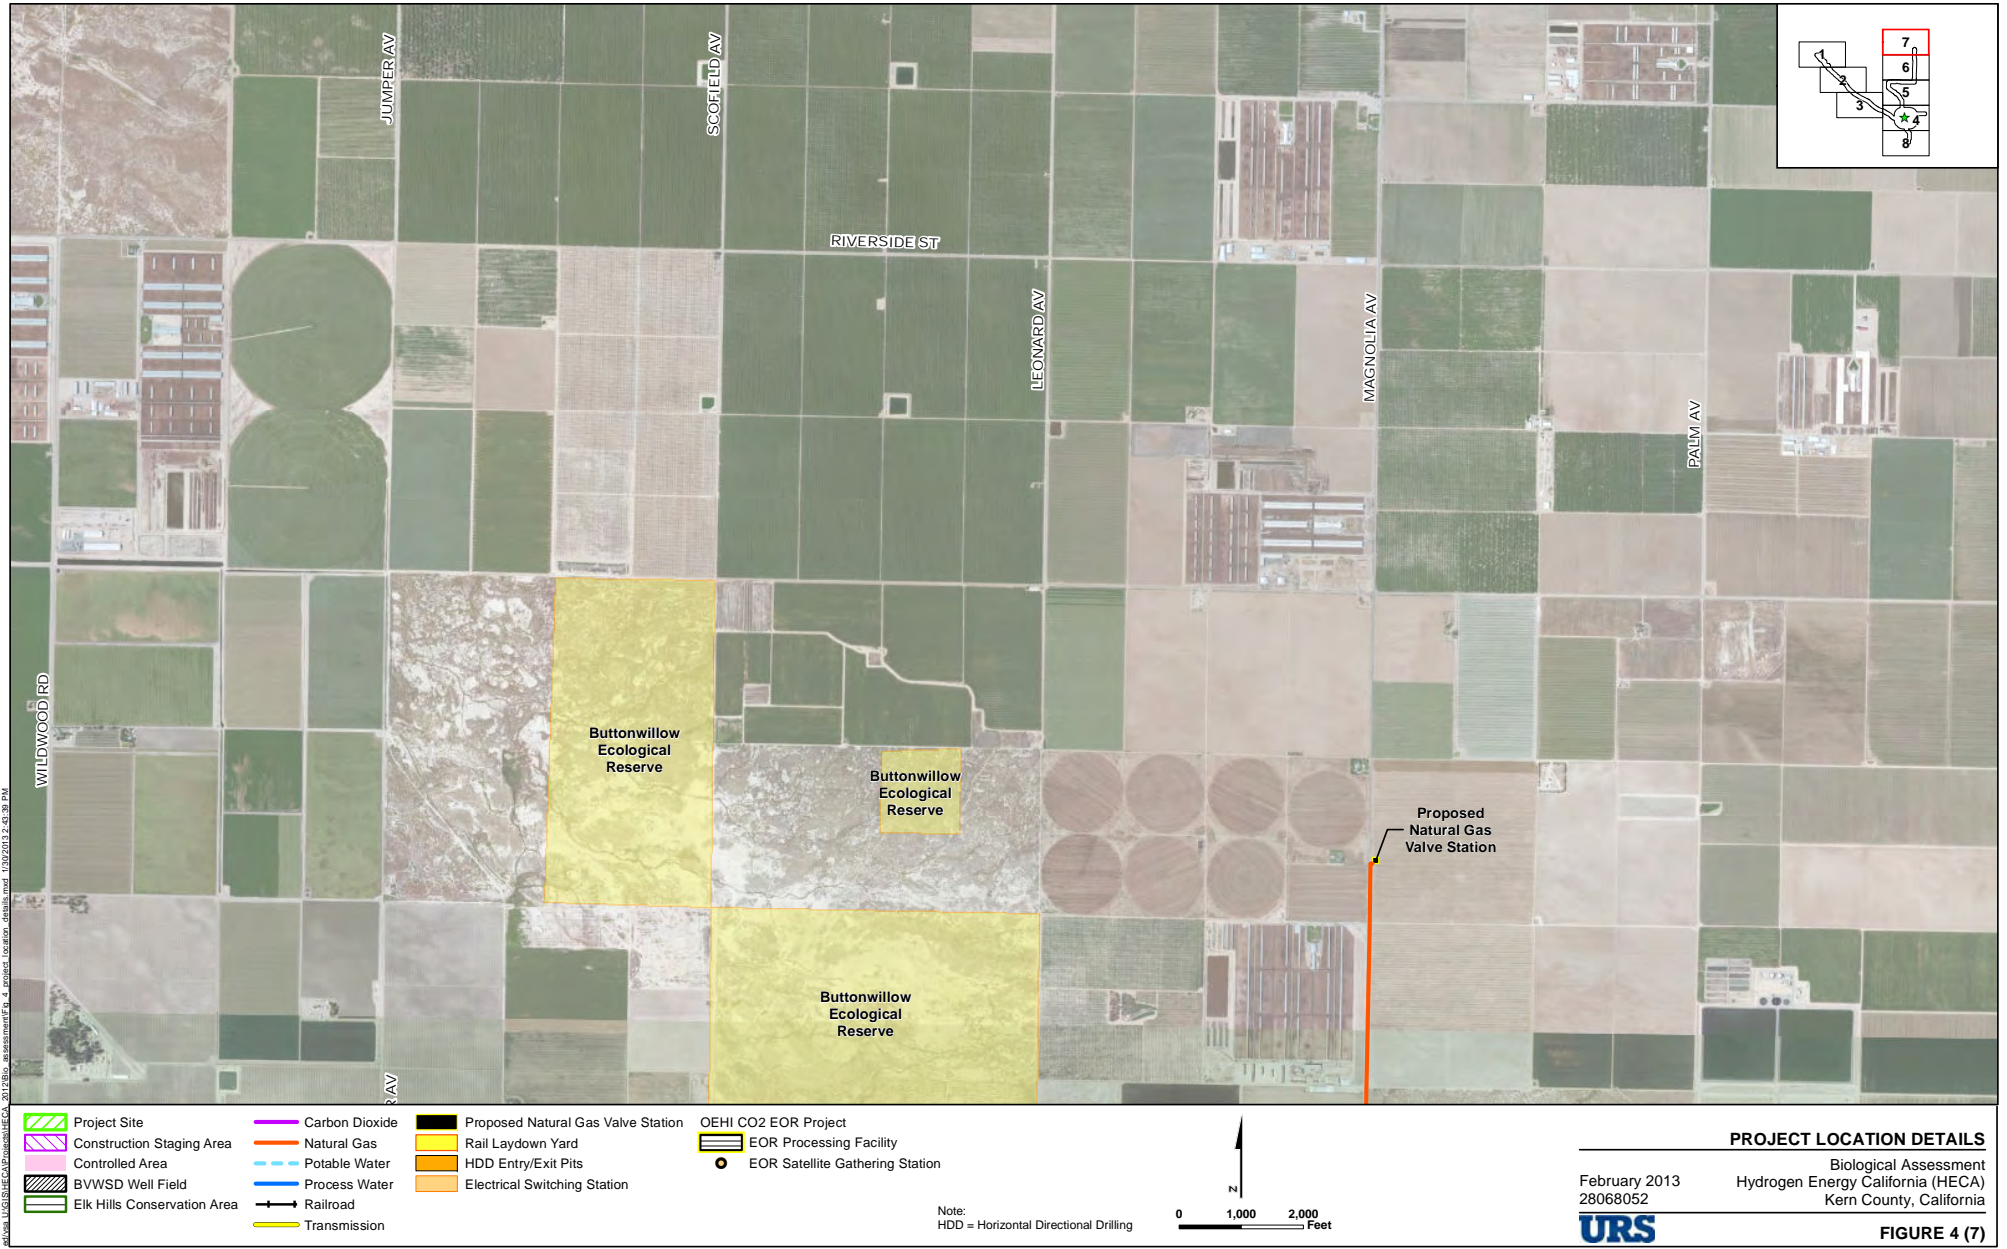 JUMPER AV
SCOFIELD AV
7
1
6
2
5
3
4
8
RIVERSIDE ST
LEONARD AV
MAGNOLIA AV
PALM AV
WILDWOOD RD
Buttonwillow
Ecological
Reserve
Buttonwillow
Ecological
Reserve
Proposed
Natural Gas
Valve Station
Buttonwillow
Ecological
Reserve
R AV
Project Site
Construction Staging Area
Controlled Area
BVWSD Well Field
Elk Hills Conservation Area
Carbon Dioxide
Natural Gas
Potable Water
Process Water
Railroad
Transmission
Proposed Natural Gas Valve Station
Rail Laydown Yard
HDD Entry/Exit Pits
Electrical Switching Station
OEHI CO2 EOR Project
EOR Processing Facility
EOR Satellite Gathering Station
Note:
HDD = Horizontal Directional Drilling
N
0 1,000 2,000
Feet
PROJECT LOCATION DETAILS
Biological Assessment
February 2013 Hydrogen Energy California (HECA)
28068052 Kern County, California
URS
FIGURE 4 (7)